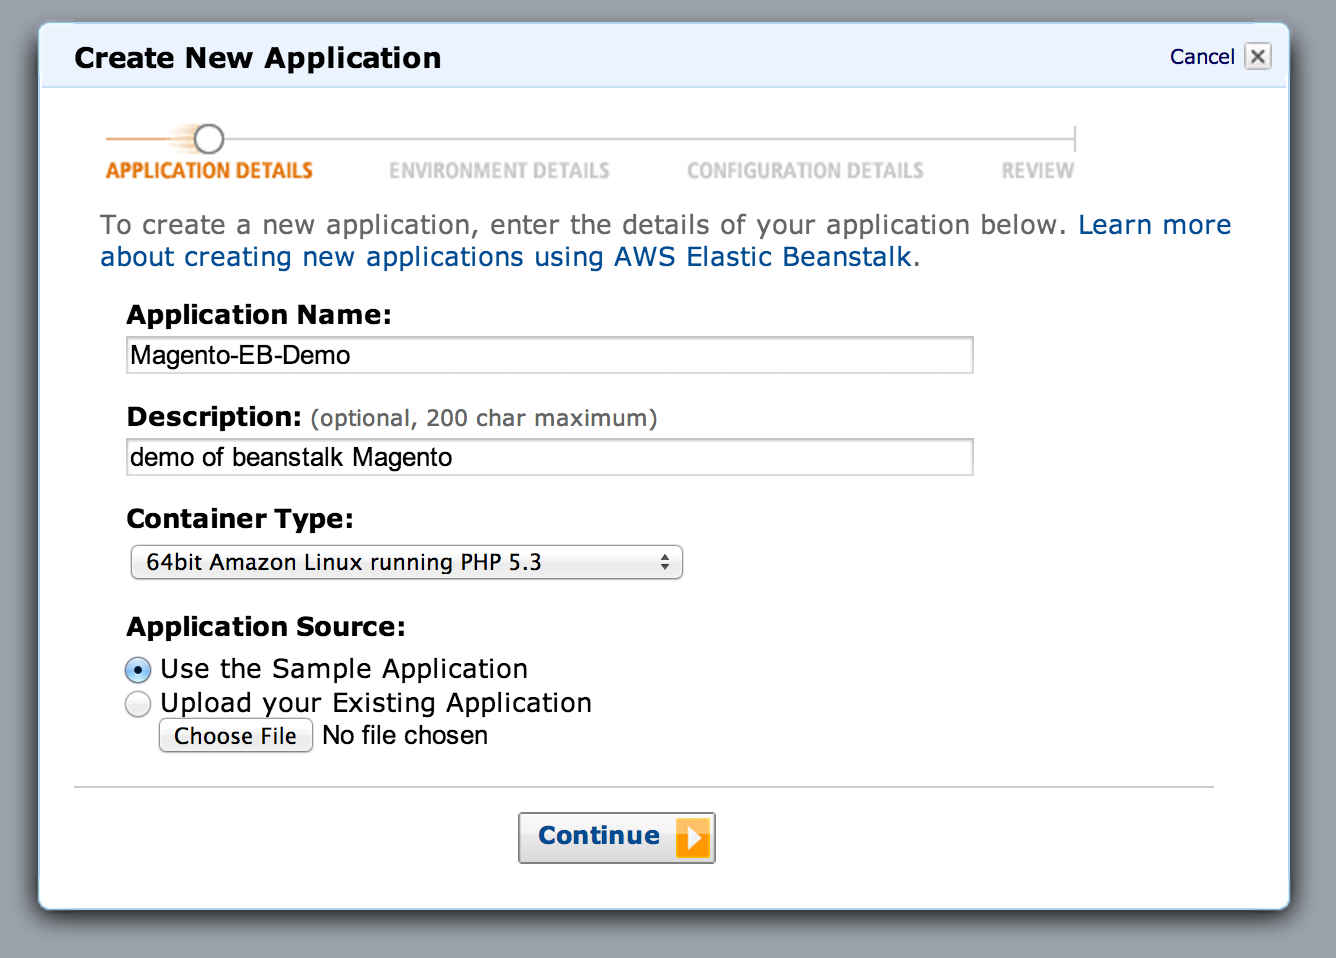 Create New Application
Cancel
APPLICATION DETAILS ENVIRONMENT DETAILS CONFIGURATION DETAILS REVIEW
To create a new application, enter the details of your application below. Learn more
about creating new applications using AWS Elastic Beanstalk.
Application Name:
Magento-EB-Demo
Description: (optional, 200 char maximum)
demo of beanstalk Magento
Container Type:
64bit Amazon Linux running PHP 5.3
Application Source:
Use the Sample Application
Upload your Existing Application
Choose File No file chosen
Continue